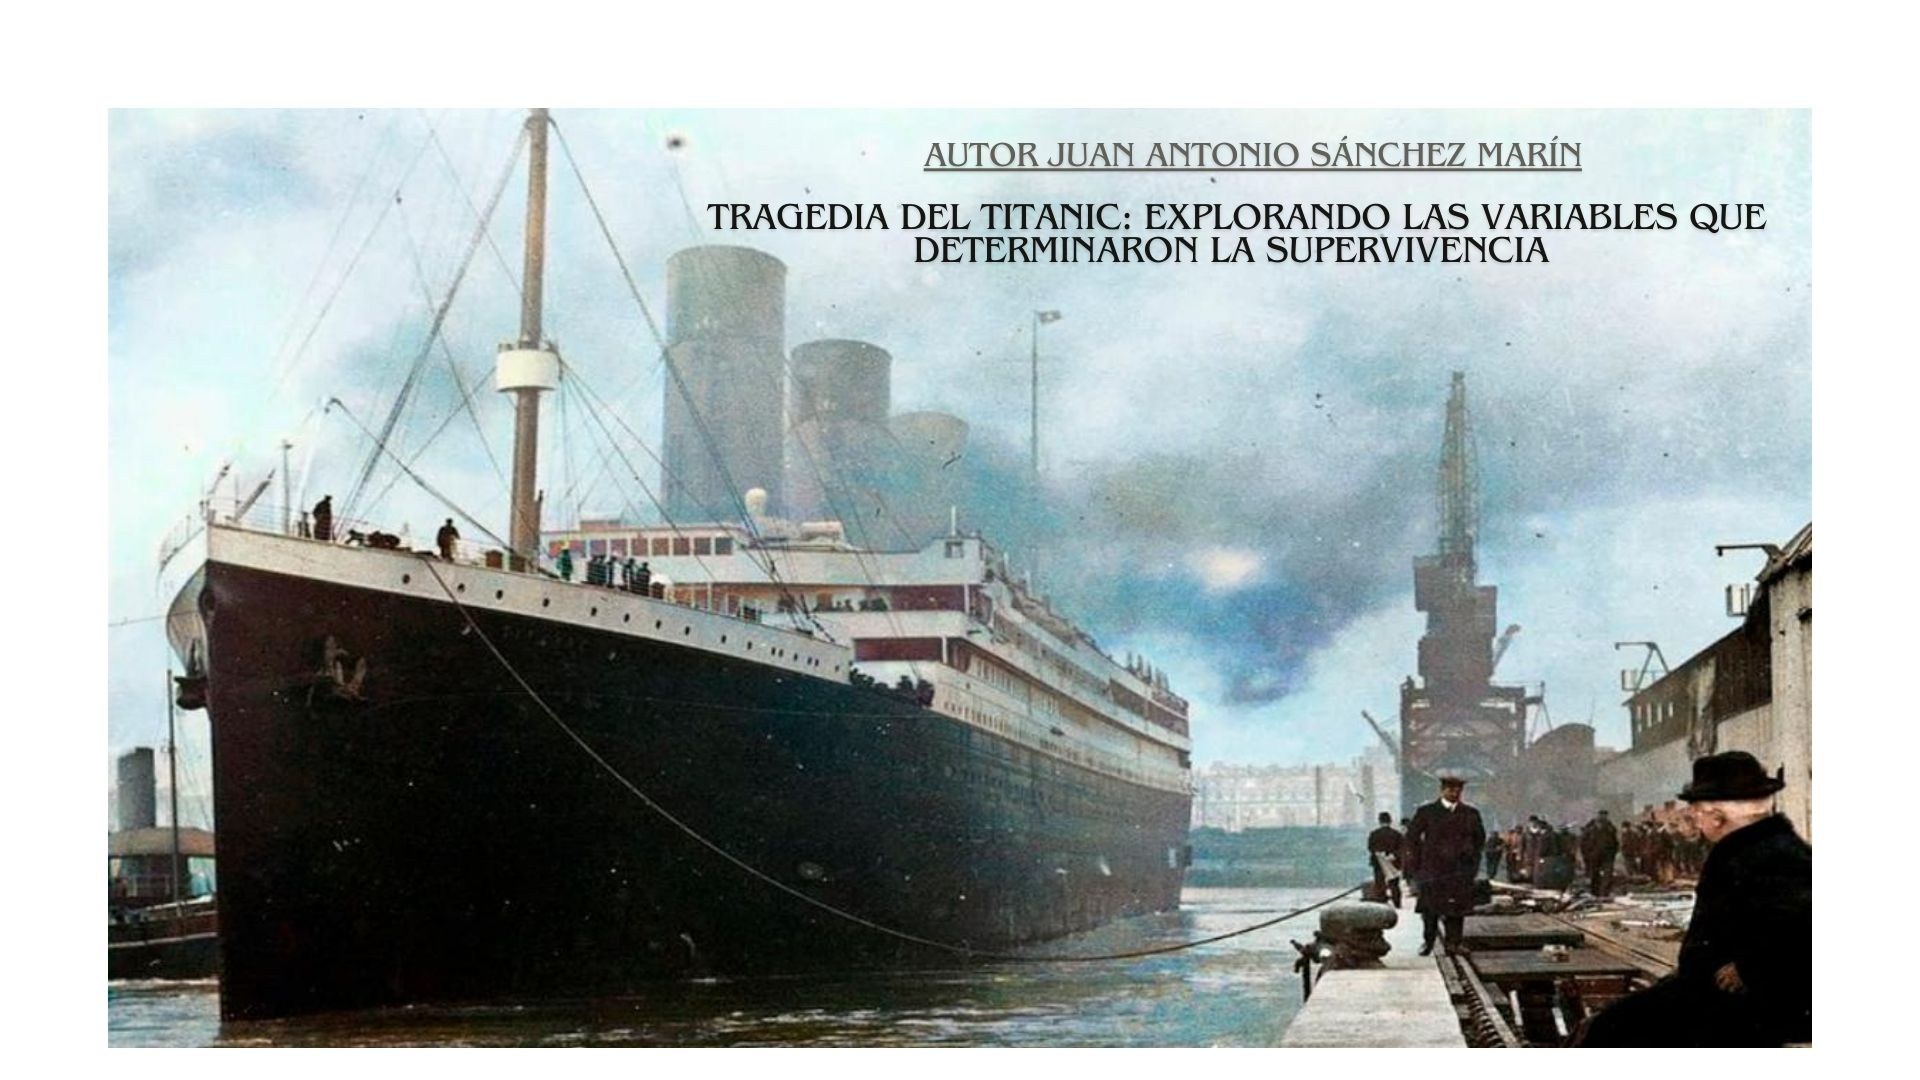 AUTOR JUAN ANTONIO SÁNCHEZ MARÍN
TRAGEDIA DEL TITANIC: EXPLORANDO LAS VARIABLES QUE
DETERMINARON LA SUPERVIVENCIA